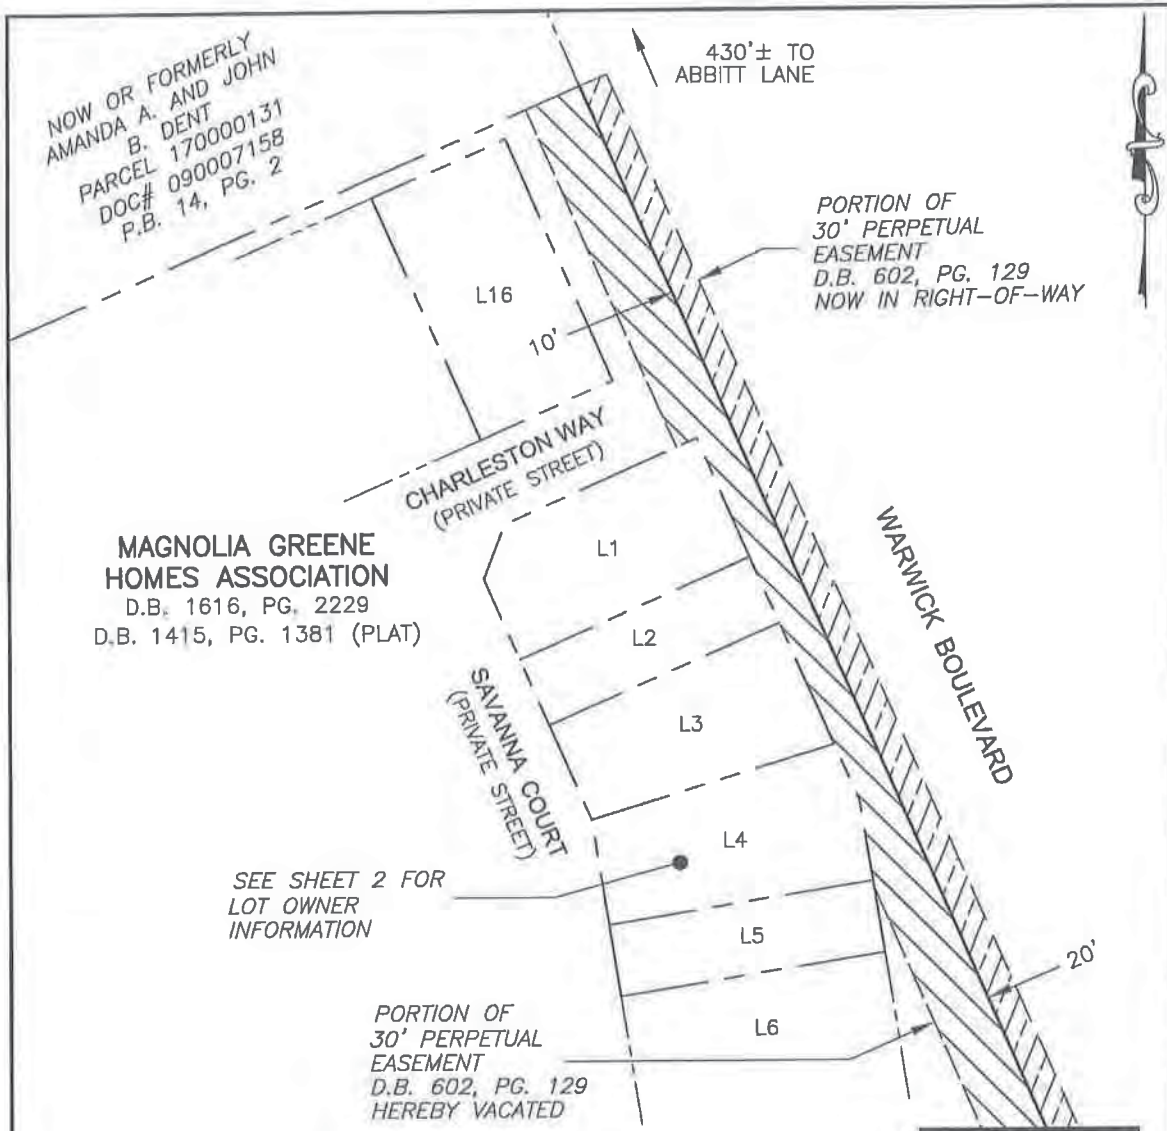 NOW OR FORMERLY
AMANDA A. AND JOHN
B. DENT
PARCEL 170000131
DOC# 090007158
P.B. 14, PG. 2
430'± TO
ABBITT LANE
PORTION OF
30' PERPETUAL
EASEMENT
D.B. 602, PG. 129
NOW IN RIGHT-OF-WAY
L16
10'
CHARLESTON WAY
(PRIVATE STREET)
MAGNOLIA GREENE
HOMES ASSOCIATION
D.B. 1616, PG. 2229
D.B. 1415, PG. 1381 (PLAT)
L1
L2
L3
WARWICK BOULEVARD
SAVANNA COURT
(PRIVATE STREET)
L4
SEE SHEET 2 FOR
LOT OWNER
INFORMATION
L5
20'
L6
PORTION OF
30' PERPETUAL
EASEMENT
D.B. 602, PG. 129
HEREBY VACATED